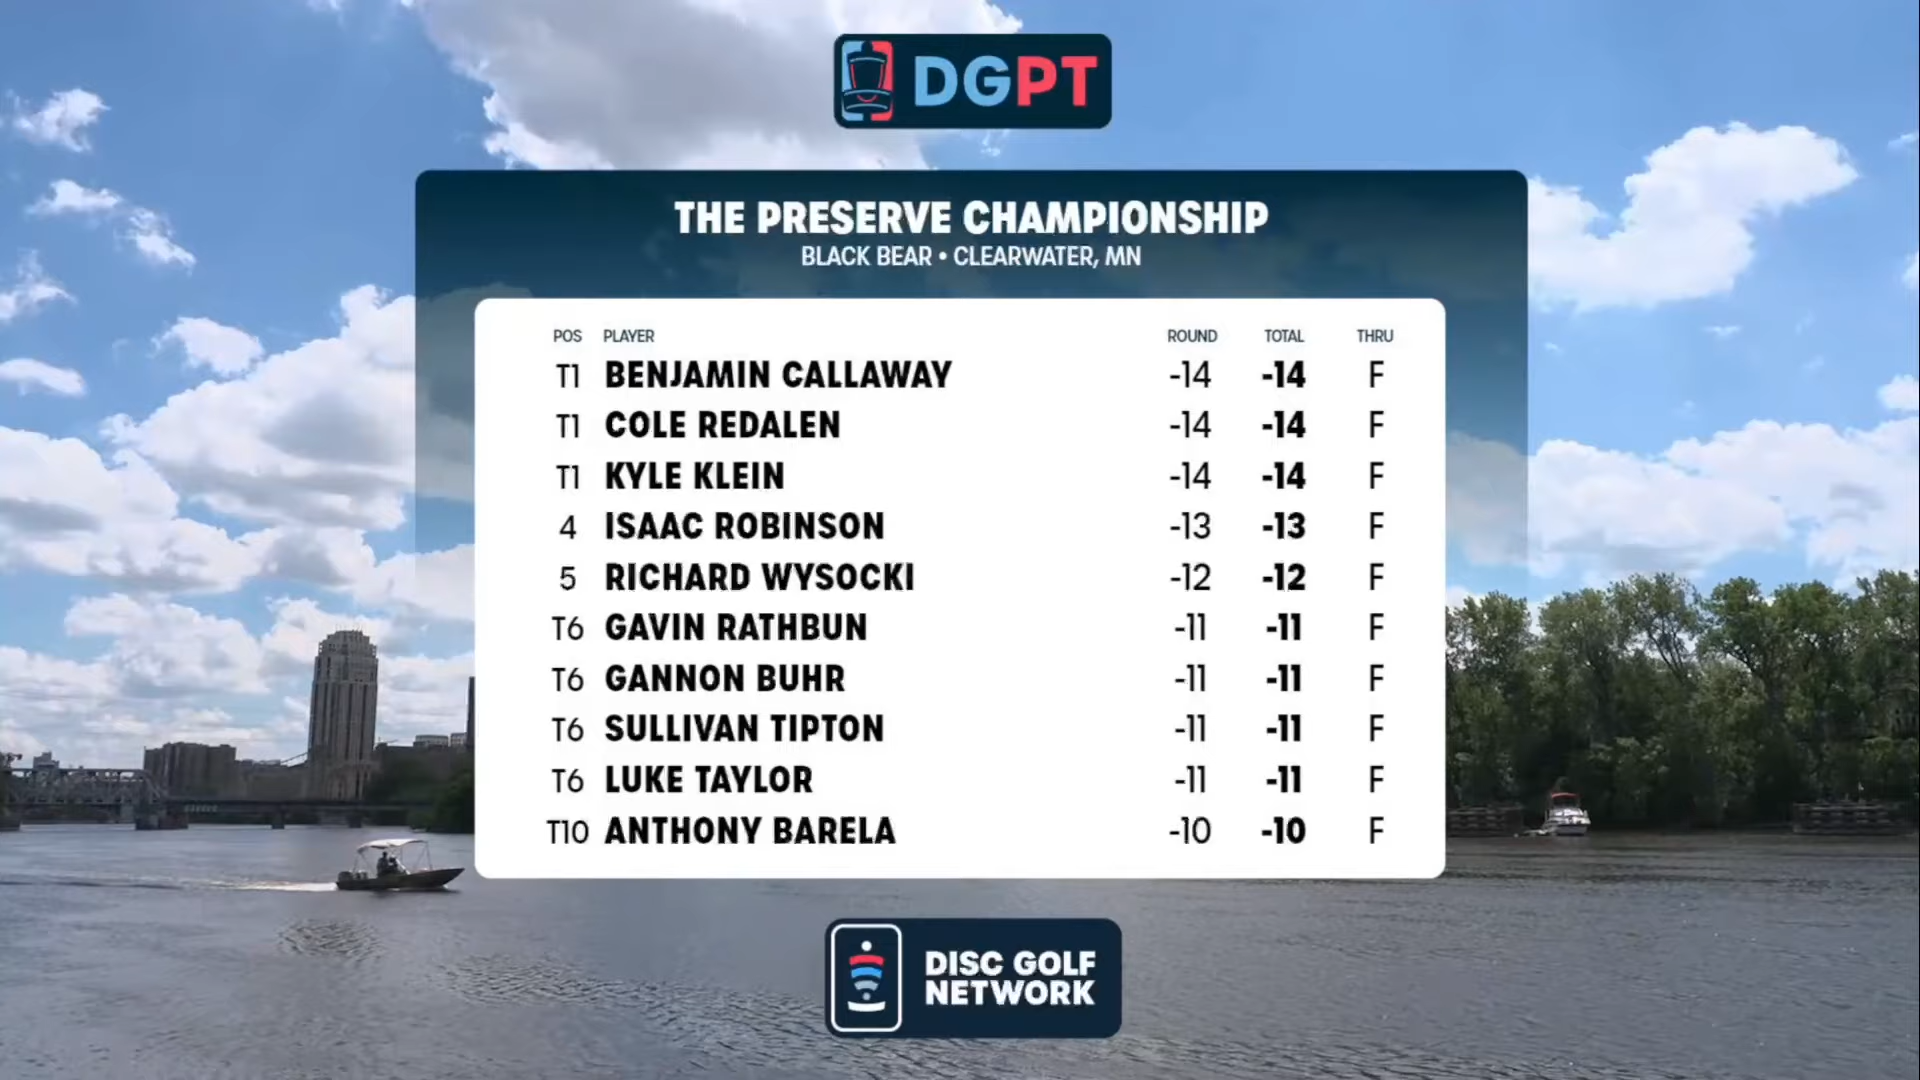 DGPT
THE PRESERVE CHAMPIONSHIP
BLACK BEAR • CLEARWATER, MN
POS PLAYER ROUND TOTAL THRU
T1 BENJAMIN CALLAWAY -14 -14 F
T1 COLE REDALEN -14 -14 F
T1 KYLE KLEIN -14 -14 F
4 ISAAC ROBINSON -13 -13 F
5 RICHARD WYSOCKI -12 -12 F
T6 GAVIN RATHBUN -11 -11 F
T6 GANNON BUHR -11 -11 F
T6 SULLIVAN TIPTON -11 -11 F
T6 LUKE TAYLOR -11 -11 F
T10 ANTHONY BARELA -10 -10 F
DISC GOLF
NETWORK